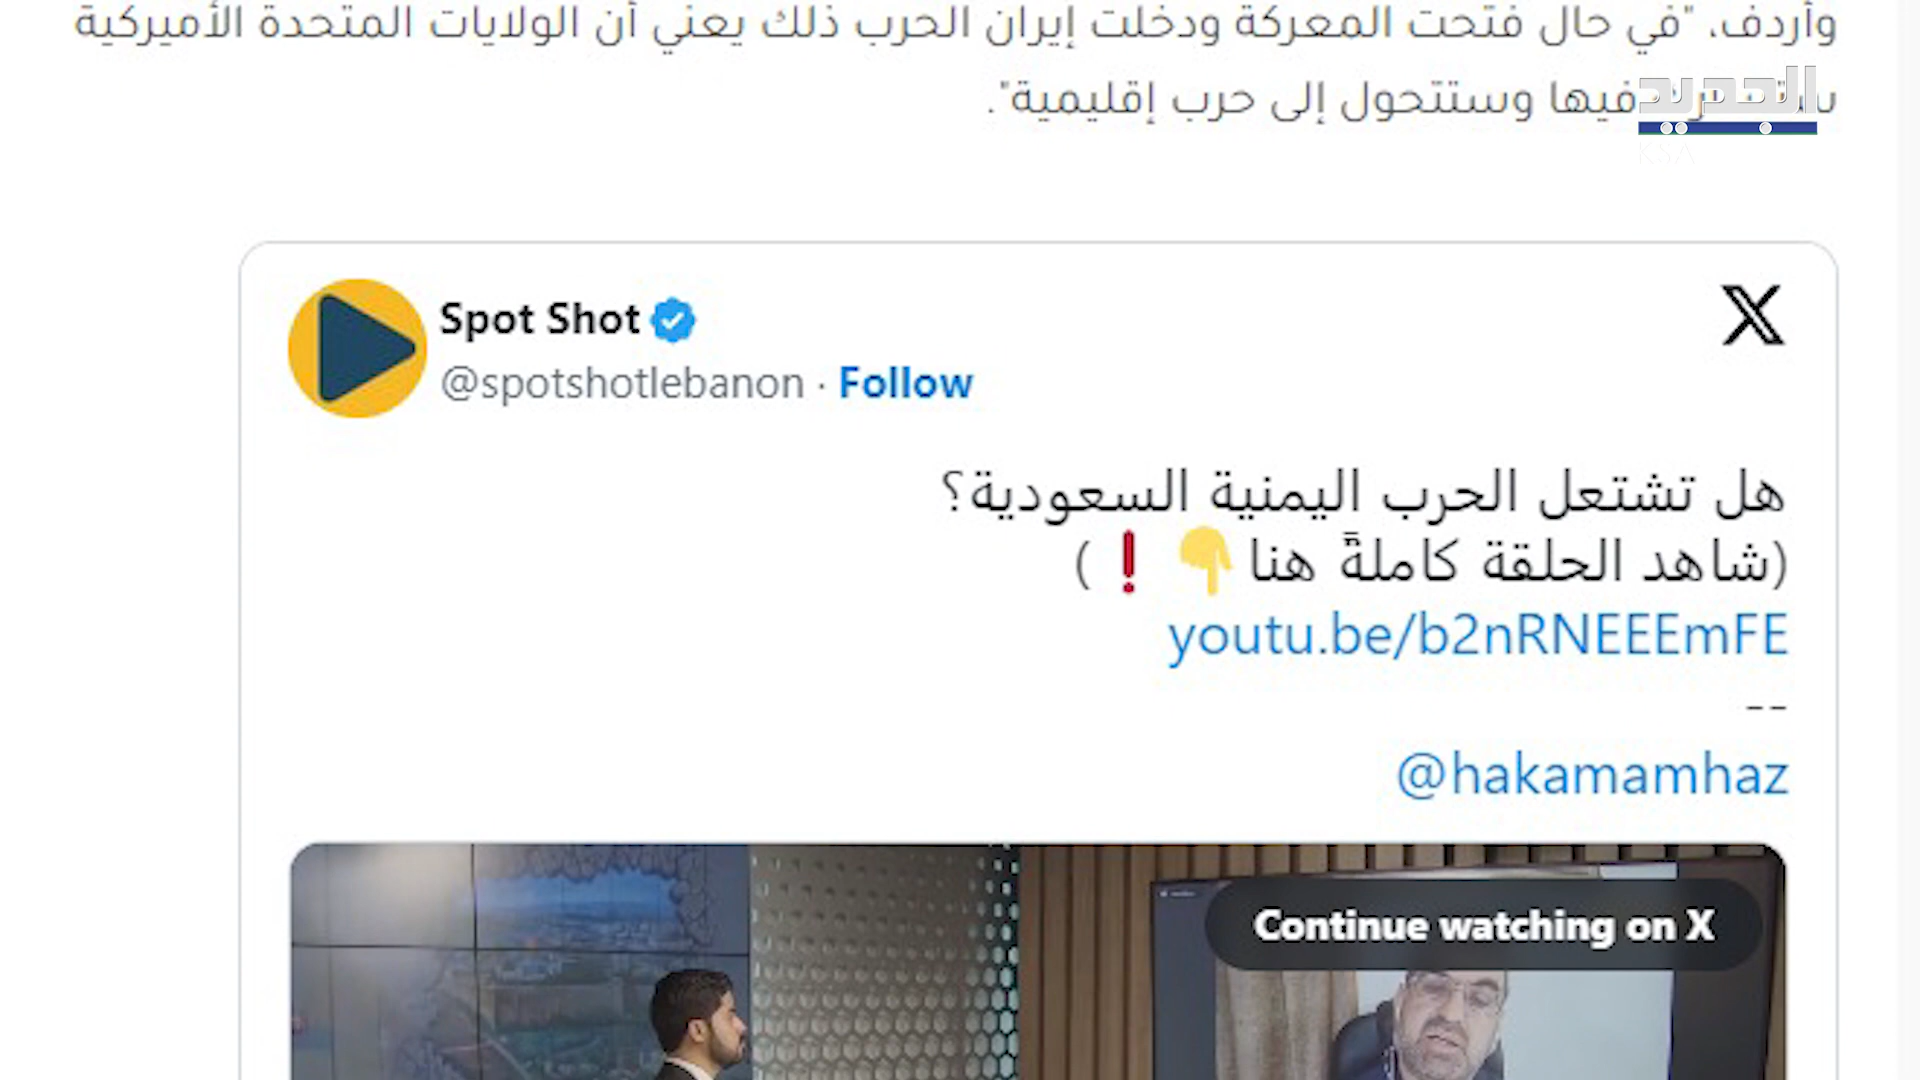 وأردف، "في حال فتحت المعركة ودخلت إيران الحرب ذلك يعني أن الولايات المتحدة الأميركية
فيها وستتحول إلى حرب إقليمية".
الجديد
KSA
Spot Shot
@spotshotlebanon · Follow
هل تشتعل الحرب اليمنية السعودية؟
(شاهد الحلقة كاملةً هنا👇❗)
youtu.be/b2nRNEEEmFE
--
@hakamamhaz
Continue watching on X